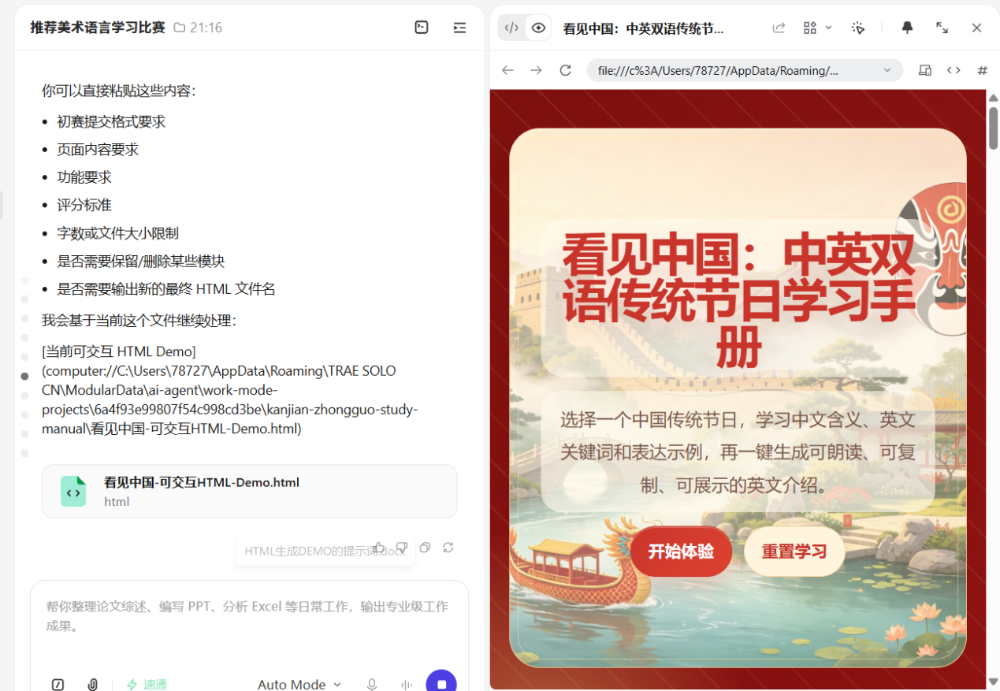 推荐美术语言学习比赛 21:16
你可以直接粘贴这些内容：
• 初赛提交格式要求
• 页面内容要求
• 功能要求
• 评分标准
• 字数或文件大小限制
• 是否需要保留/删除某些模块
• 是否需要输出新的最终 HTML 文件名
我会基于当前这个文件继续处理：
[当前可交互 HTML Demo]
(computer://C:\Users\78727\AppData\Roaming\TRAE SOLO
CN\ModularData\ai-agent\work-mode-
projects\6a4f93e99807f54c998cd3be\kanjian-zhongguo-study-
manual\看见中国-可交互HTML-Demo.html)
看见中国-可交互HTML-Demo.html
html
HTML生成DEMO的提示词.docx
帮你整理论文综述、编写 PPT、分析 Excel 等日常工作，输出专业级工作
成果。
速通 Auto Mode
看见中国：中英双语传统节...
file:///c%3A/Users/78727/AppData/Roaming/...
看见中国：中英双
语传统节日学习手
册
选择一个中国传统节日，学习中文含义、英文
关键词和表达示例，再一键生成可朗读、可复
制、可展示的英文介绍。
开始体验 重置学习